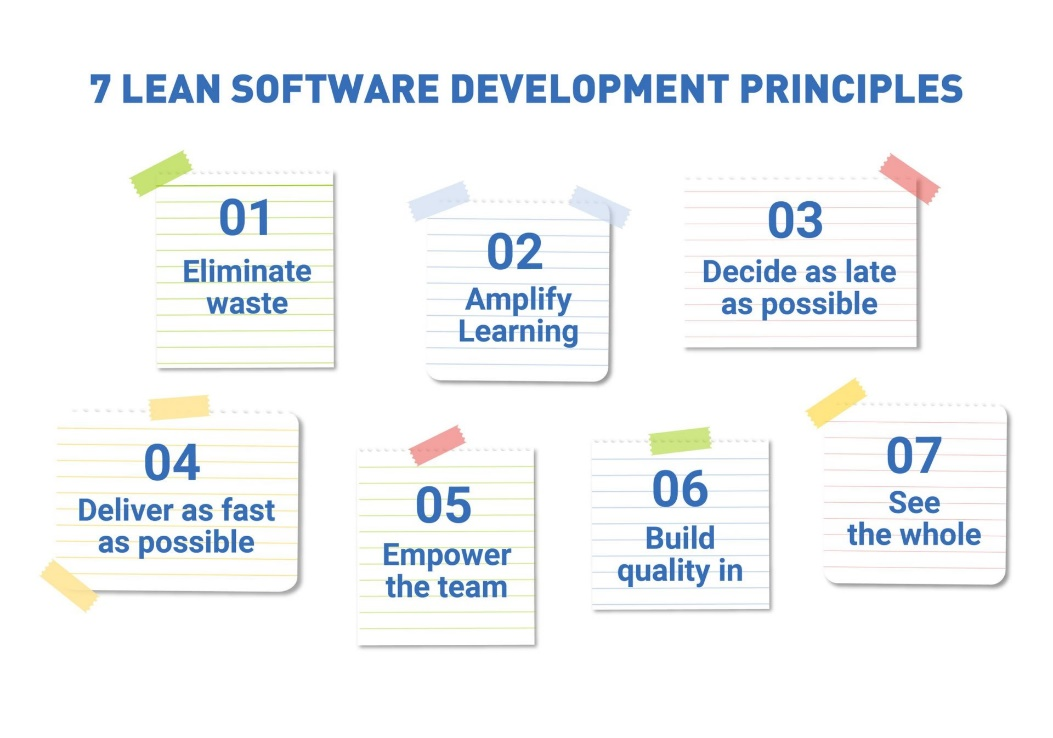 7 LEAN SOFTWARE DEVELOPMENT PRINCIPLES
01
Eliminate
waste
02
Amplify
Learning
03
Decide as late
as possible
04
Deliver as fast
as possible
05
Empower
the team
06
Build
quality in
07
See
the whole